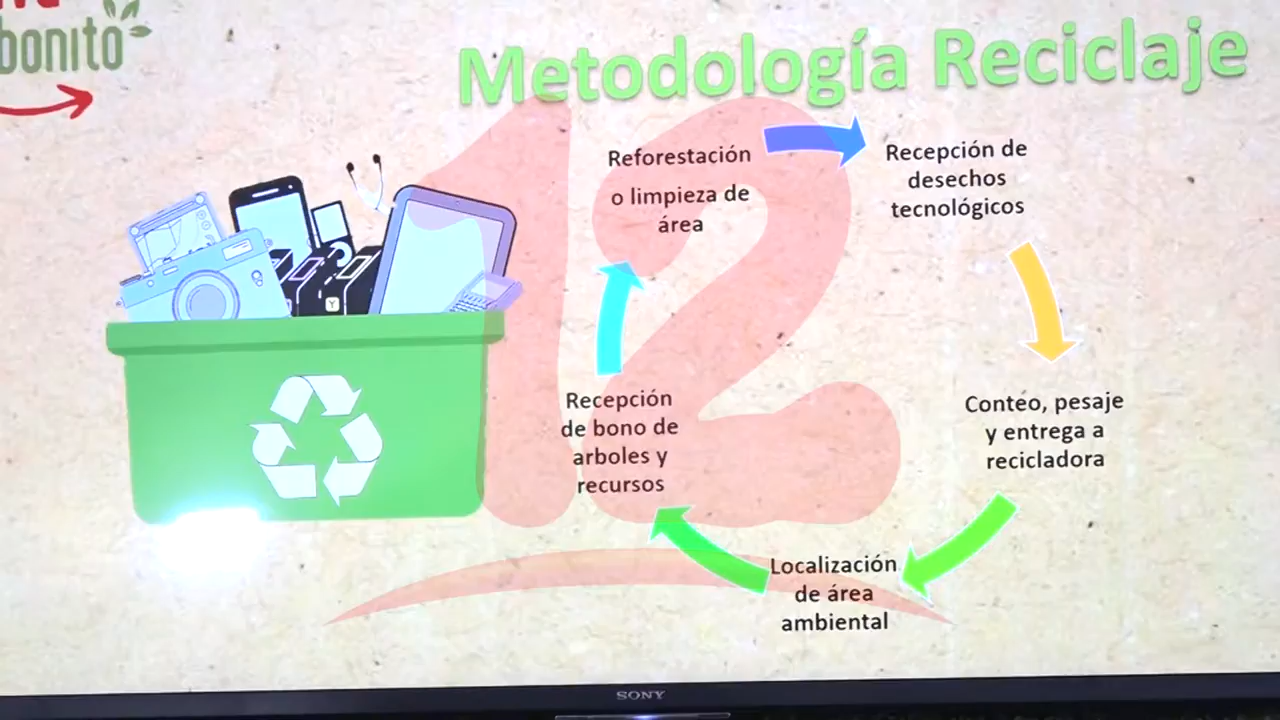 bonito
Metodología Reciclaje
12
Reforestación
o limpieza de
área
Recepción de
desechos
tecnológicos
Conteo, pesaje
y entrega a
recicladora
Localización
de área
ambiental
Recepción
de bono de
arboles y
recursos
Y
SONY